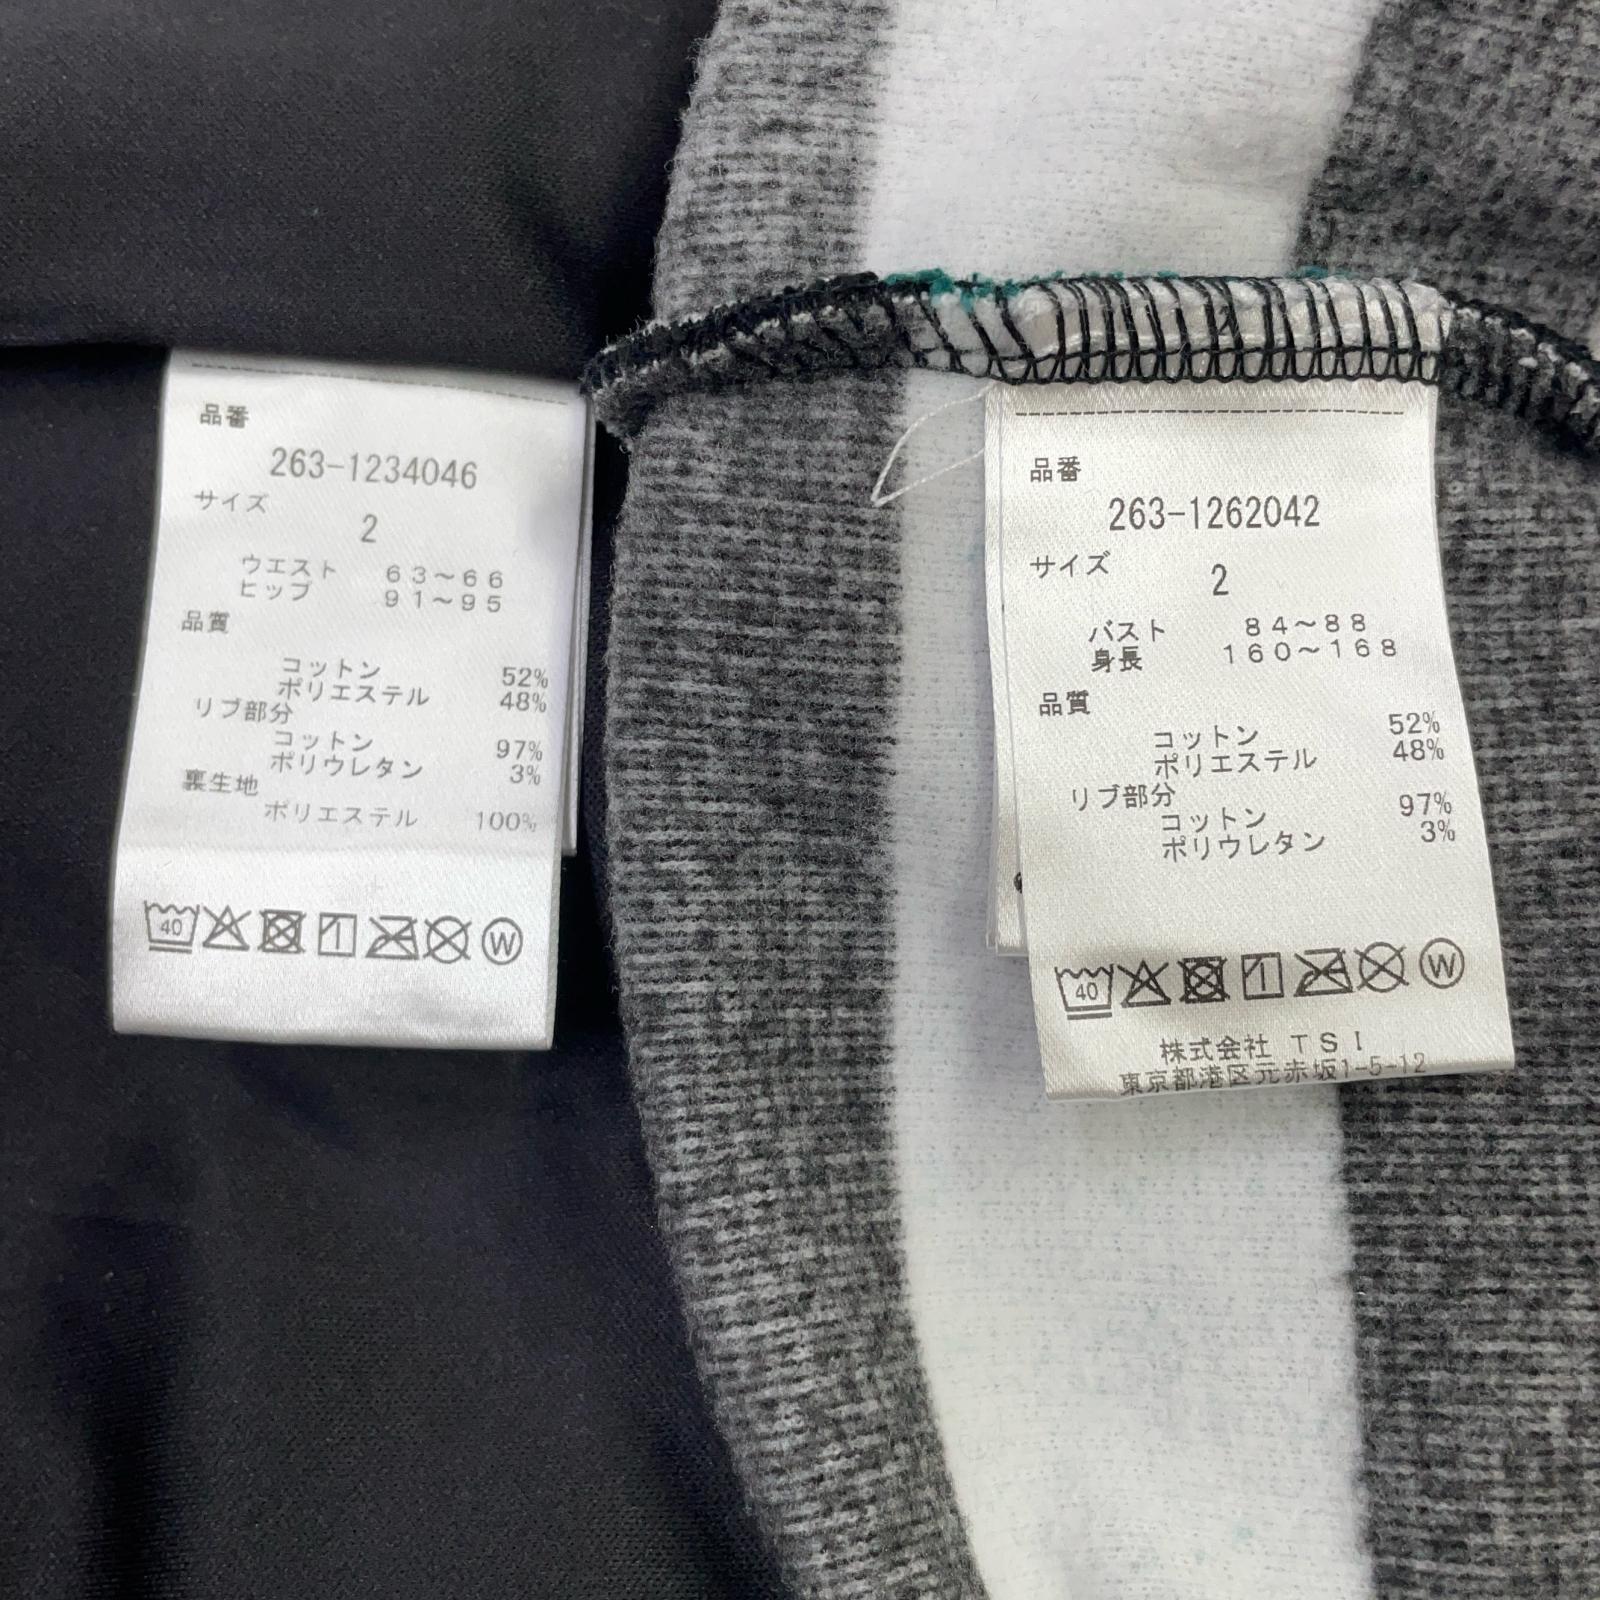 品番
263-1234046
サイズ
2
ウエスト 63～66
ヒップ 91～95
品質
コットン 52%
ポリエステル 48%
リブ部分
コットン 97%
ポリウレタン 3%
裏生地
ポリエステル 100%
40 W
品番
263-1262042
サイズ
2
バスト 84～88
身長 160～168
品質
コットン 52%
ポリエステル 48%
リブ部分
コットン 97%
ポリウレタン 3%
40 W
株式会社 TSI
東京都港区元赤坂1-5-12